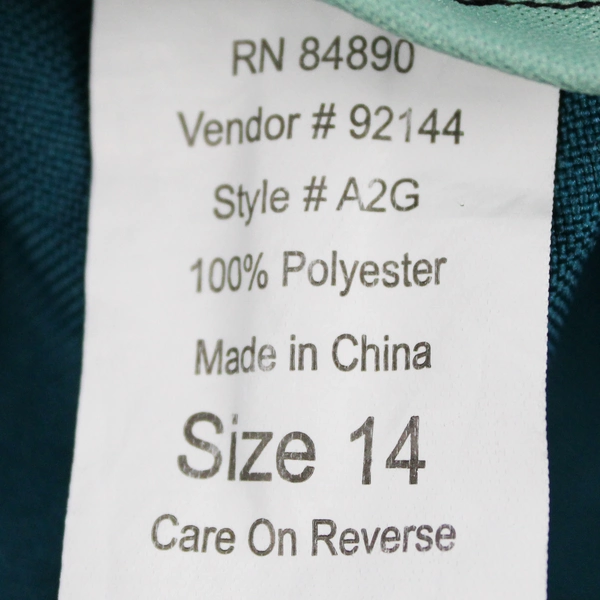 RN 84890
Vendor # 92144
Style # A2G
100% Polyester
Made in China
Size 14
Care On Reverse